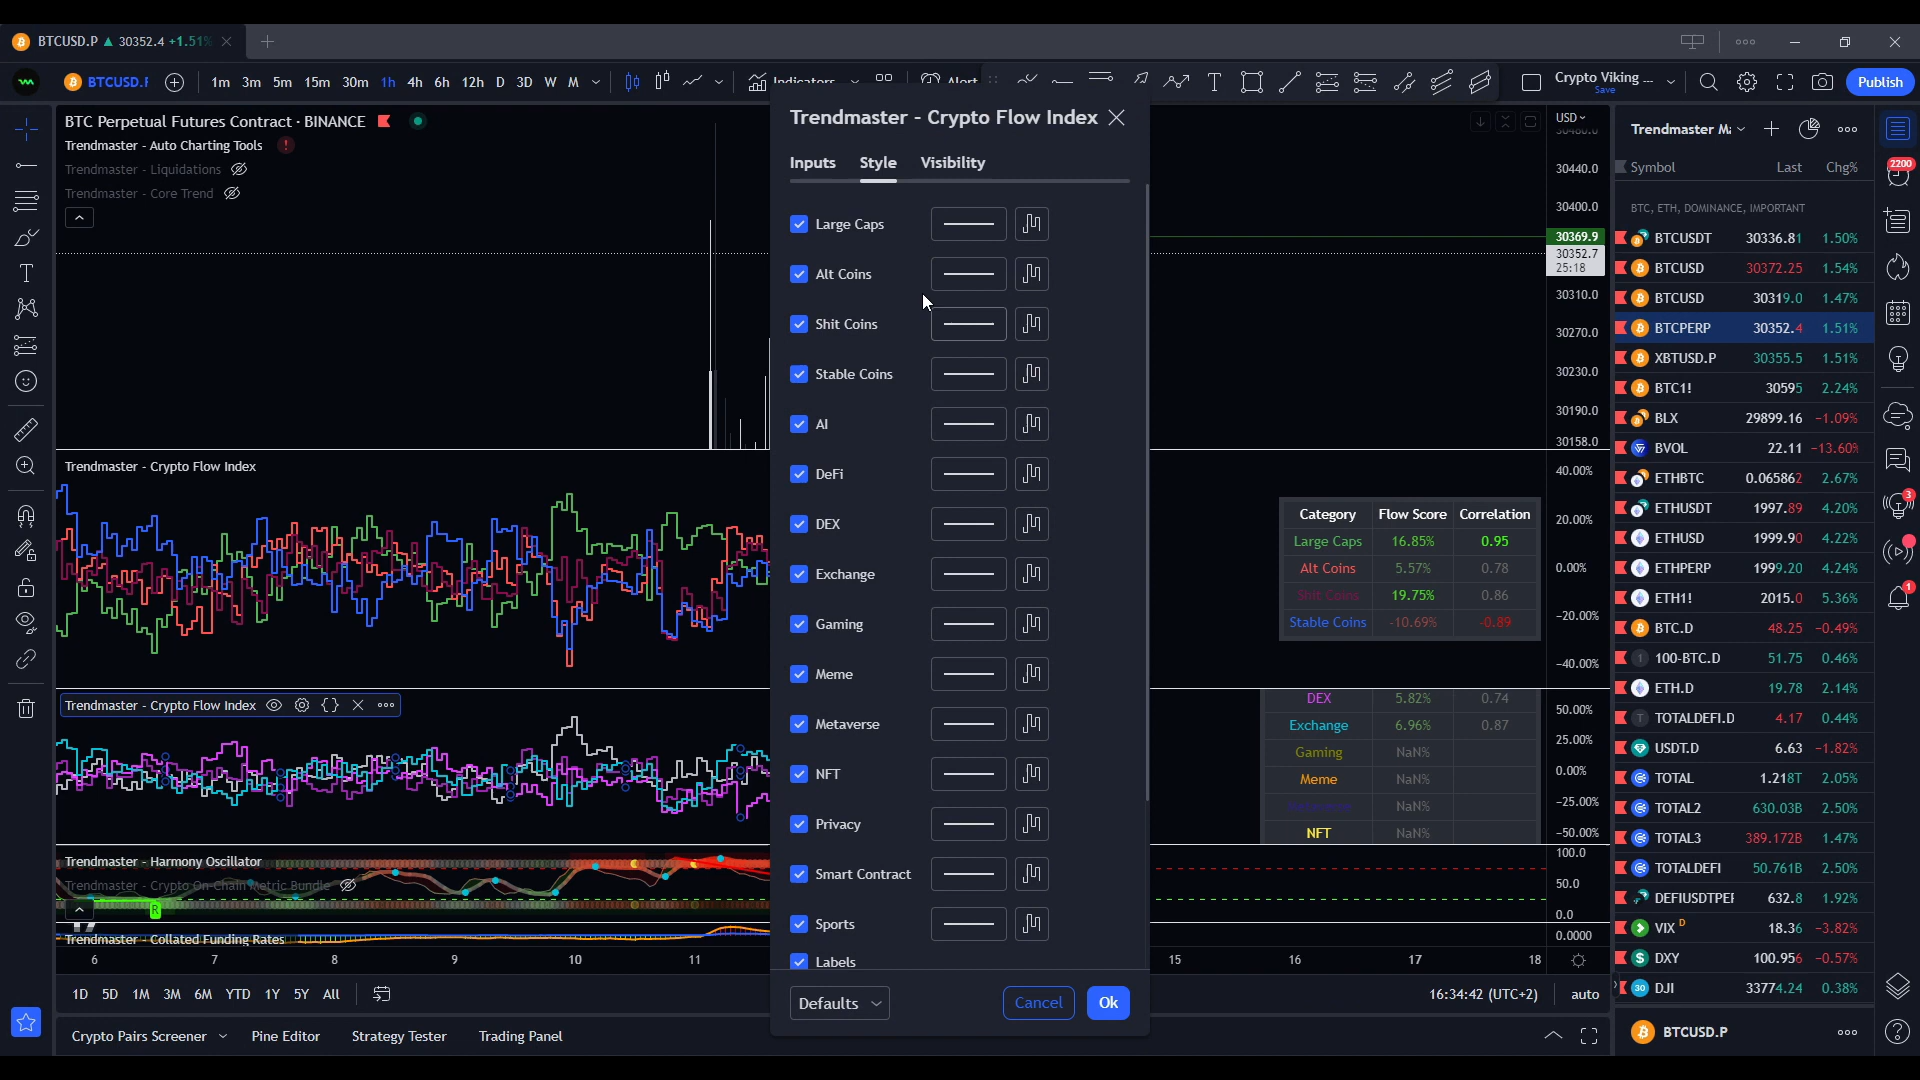 BTCUSD.P ▲ 30352.4 +1.51%
BTCUSD.P
1m 3m 5m 15m 30m 1h 4h 6h 12h D 3D W M
Indicators
Alert
Crypto Viking ...
Save
Publish
BTC Perpetual Futures Contract · BINANCE
Trendmaster - Auto Charting Tools
Trendmaster - Liquidations
Trendmaster - Core Trend
Trendmaster - Crypto Flow Index
Inputs Style Visibility
Large Caps
Alt Coins
Shit Coins
Stable Coins
AI
DeFi
DEX
Exchange
Gaming
Meme
Metaverse
NFT
Privacy
Smart Contract
Sports
Labels
Defaults Cancel Ok
Trendmaster - Crypto Flow Index
Trendmaster - Crypto Flow Index
Trendmaster - Harmony Oscillator
Trendmaster - Crypto On-Chain Metric Bundle
R
Trendmaster - Collated Funding Rates
6 7 8 9 10 11 15 16 17 18
1D 5D 1M 3M 6M YTD 1Y 5Y All
16:34:42 (UTC+2) auto
Crypto Pairs Screener Pine Editor Strategy Tester Trading Panel
Category Flow Score Correlation
Large Caps 16.85% 0.95
Alt Coins 5.57% 0.78
Shit Coins 19.75% 0.86
Stable Coins -10.69% -0.89
DEX 5.82% 0.74
Exchange 6.96% 0.87
Gaming NaN%
Meme NaN%
Metaverse NaN%
NFT NaN%
USD
30480.0
30440.0
30400.0
30369.9
30352.7
25:18
30310.0
30270.0
30230.0
30190.0
30158.0
40.00%
20.00%
0.00%
-20.00%
-40.00%
50.00%
25.00%
0.00%
-25.00%
-50.00%
100.0
50.0
0.0
0.0000
Trendmaster M
Symbol Last Chg%
BTC, ETH, DOMINANCE, IMPORTANT
BTCUSDT 30336.81 1.50%
BTCUSD 30372.25 1.54%
BTCUSD 30319.0 1.47%
BTCPERP 30352.4 1.51%
XBTUSD.P 30355.5 1.51%
BTC1! 30595 2.24%
BLX 29899.16 -1.09%
BVOL 22.11 -13.60%
ETHBTC 0.065862 2.67%
ETHUSDT 1997.89 4.20%
ETHUSD 1999.90 4.22%
ETHPERP 1999.20 4.24%
ETH1! 2015.0 5.36%
BTC.D 48.25 -0.49%
100-BTC.D 51.75 0.46%
ETH.D 19.78 2.14%
TOTALDEFI.D 4.17 0.44%
USDT.D 6.63 -1.82%
TOTAL 1.218T 2.05%
TOTAL2 630.03B 2.50%
TOTAL3 389.172B 1.47%
TOTALDEFI 50.761B 2.50%
DEFIUSDTPE 632.8 1.92%
VIX D 18.36 -3.82%
DXY 100.956 -0.57%
DJI 33774.24 0.38%
BTCUSD.P
2200
3
1